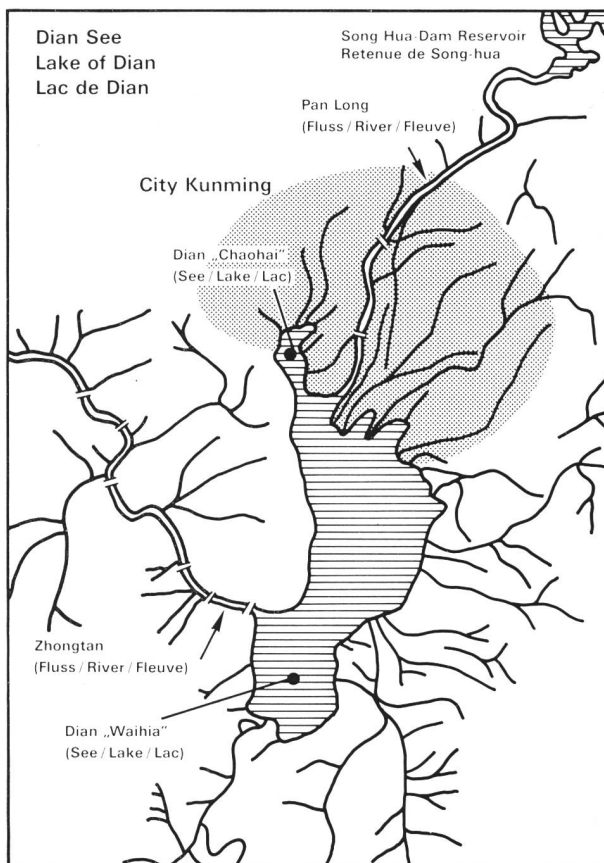 Dian See
Lake of Dian
Lac de Dian
Song Hua-Dam Reservoir
Retenue de Song-hua
Pan Long
(Fluss / River / Fleuve)
City Kunming
Dian „Chaohai"
(See / Lake / Lac)
Zhongtan
(Fluss / River / Fleuve)
Dian „Waihia"
(See / Lake / Lac)